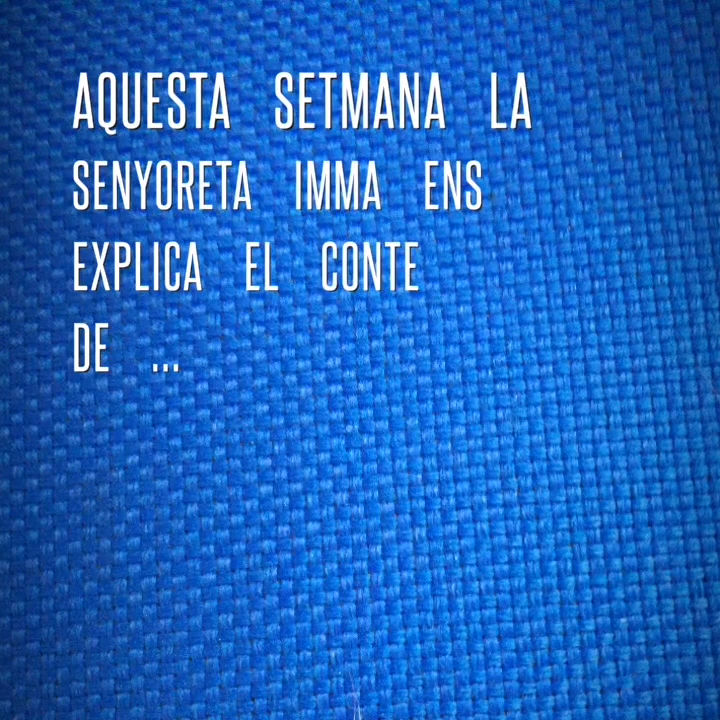 AQUESTA SETMANA LA
SENYORETA IMMA ENS
EXPLICA EL CONTE
DE ...